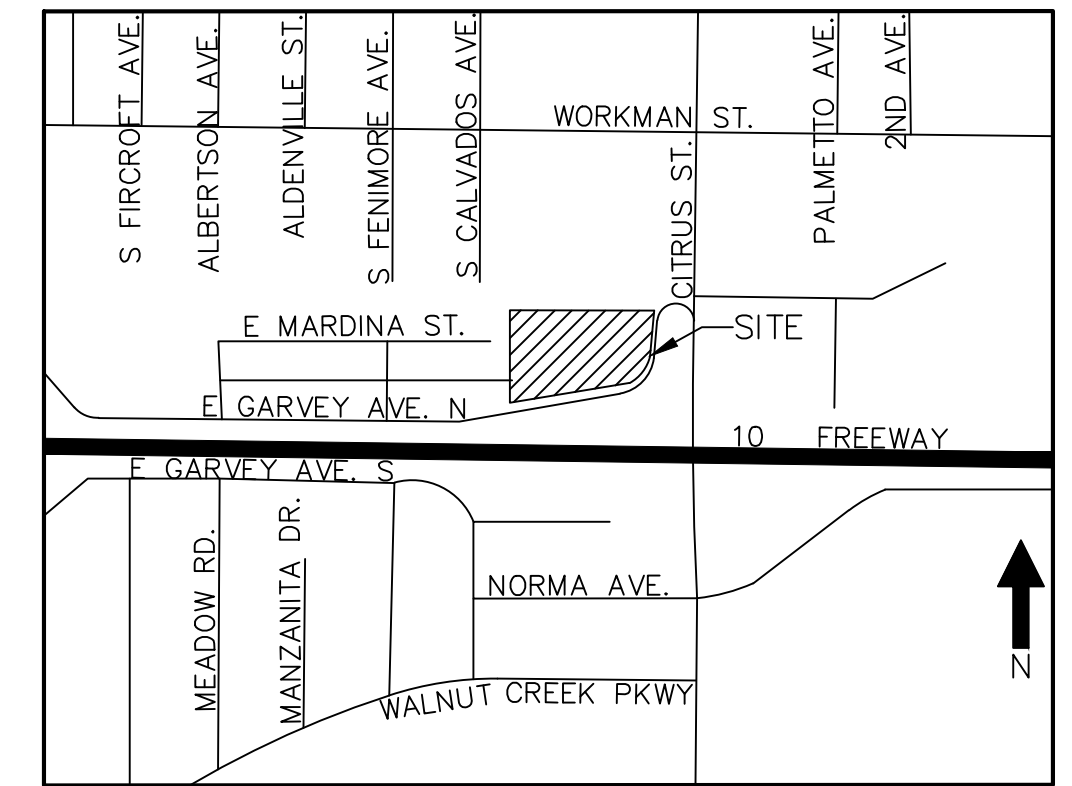 S FIRCROFT AVE.
ALBERTSON AVE.
ALDENVILLE ST.
S FENIMORE AVE.
S CALVADOS AVE.
WORKMAN ST.
CITRUS ST.
PALMETTO AVE.
2ND AVE.
E MARDINA ST.
SITE
E GARVEY AVE. N
10 FREEWAY
E GARVEY AVE. S
MEADOW RD.
MANZANITA DR.
NORMA AVE.
WALNUT CREEK PKWY
N